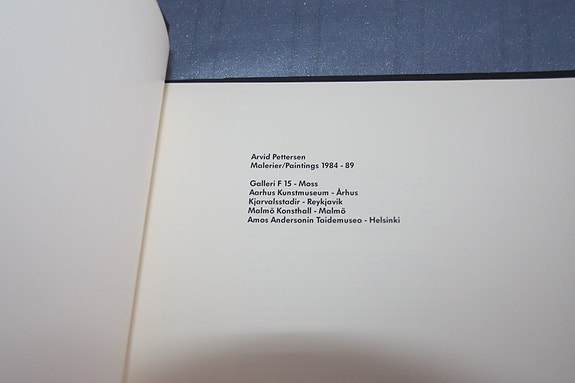 Arvid Pettersen
Malerier/Paintings 1984 - 89
Galleri F 15 - Moss
Aarhus Kunstmuseum - Århus
Kjarvalsstadir - Reykjavik
Malmö Konsthall - Malmö
Amos Andersonin Taidemuseo - Helsinki